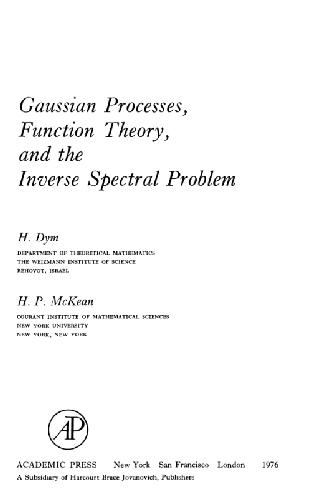 Gaussian Processes,
Function Theory,
and the
Inverse Spectral Problem
H. Dym
DEPARTMENT OF THEORETICAL MATHEMATICS
THE WEIZMANN INSTITUTE OF SCIENCE
REHOVOT, ISRAEL
H. P. McKean
COURANT INSTITUTE OF MATHEMATICAL SCIENCES
NEW YORK UNIVERSITY
NEW YORK, NEW YORK
AP
ACADEMIC PRESS New York San Francisco London 1976
A Subsidiary of Harcourt Brace Jovanovich, Publishers